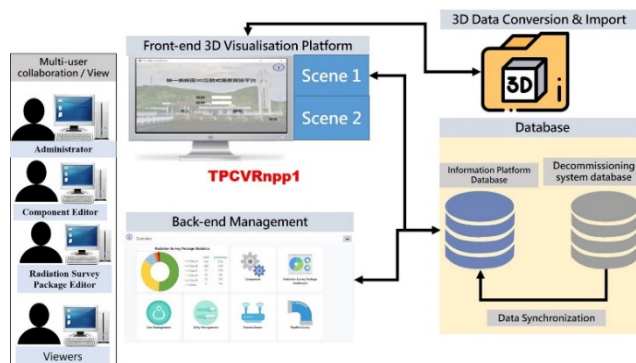 Multi-user
collaboration / View
Administrator
Component Editor
Radiation Survey
Package Editor
Viewers
Front-end 3D Visualisation Platform
Scene 1
Scene 2
TPCVRnpp1
Back-end Management
Overview
Radiation Survey Package Statistics
3D Data Conversion & Import
3D
Database
Information Platform
Database
Decommissioning
system database
Data Synchronization